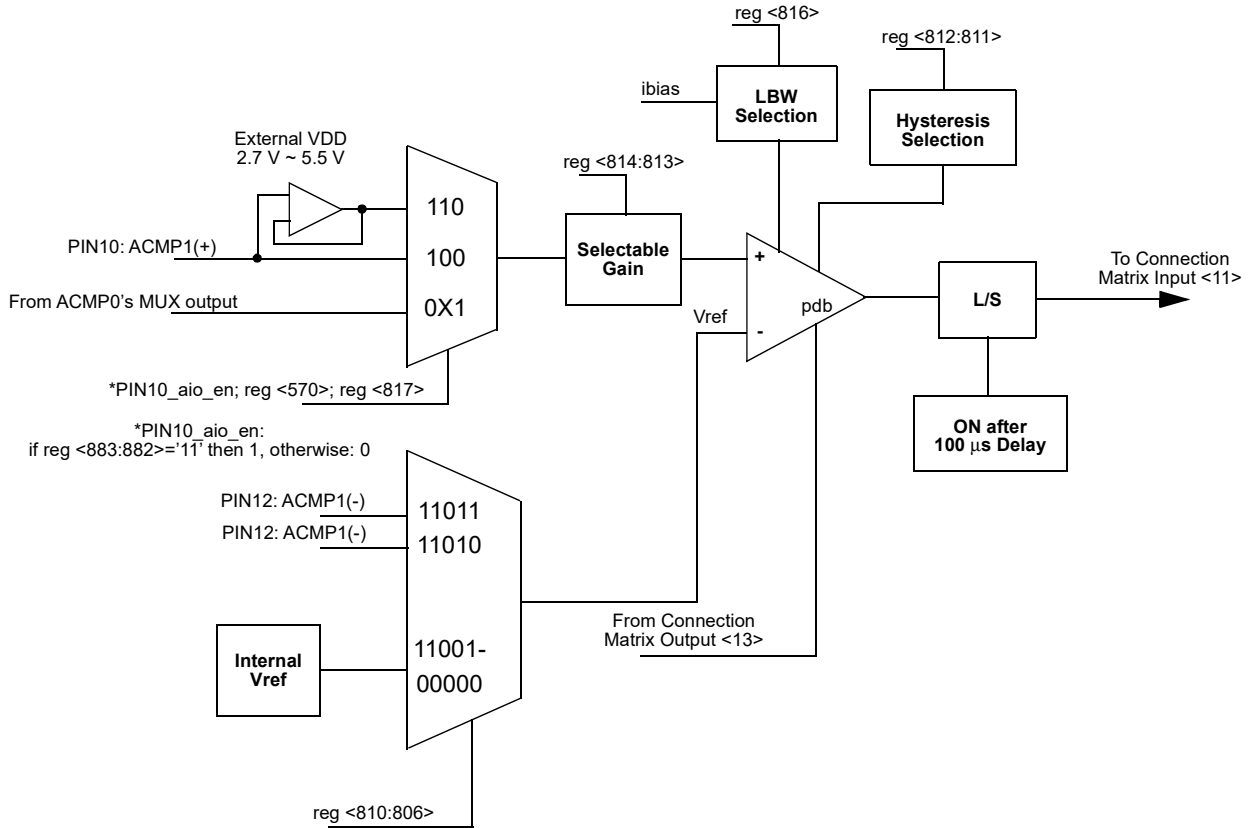 reg <816>
reg <812:811>
ibias
LBW
Selection
Hysteresis
Selection
External VDD
2.7 V ~ 5.5 V
reg <814:813>
110
PIN10: ACMP1(+)
100
Selectable
Gain
+
To Connection
Matrix Input <11>
From ACMP0's MUX output
0X1
Vref
-
pdb
L/S
*PIN10_aio_en; reg <570>; reg <817>
*PIN10_aio_en:
if reg <883:882>='11' then 1, otherwise: 0
ON after
100 μs Delay
PIN12: ACMP1(-)
11011
PIN12: ACMP1(-)
11010
From Connection
Matrix Output <13>
Internal
Vref
11001-
00000
reg <810:806>